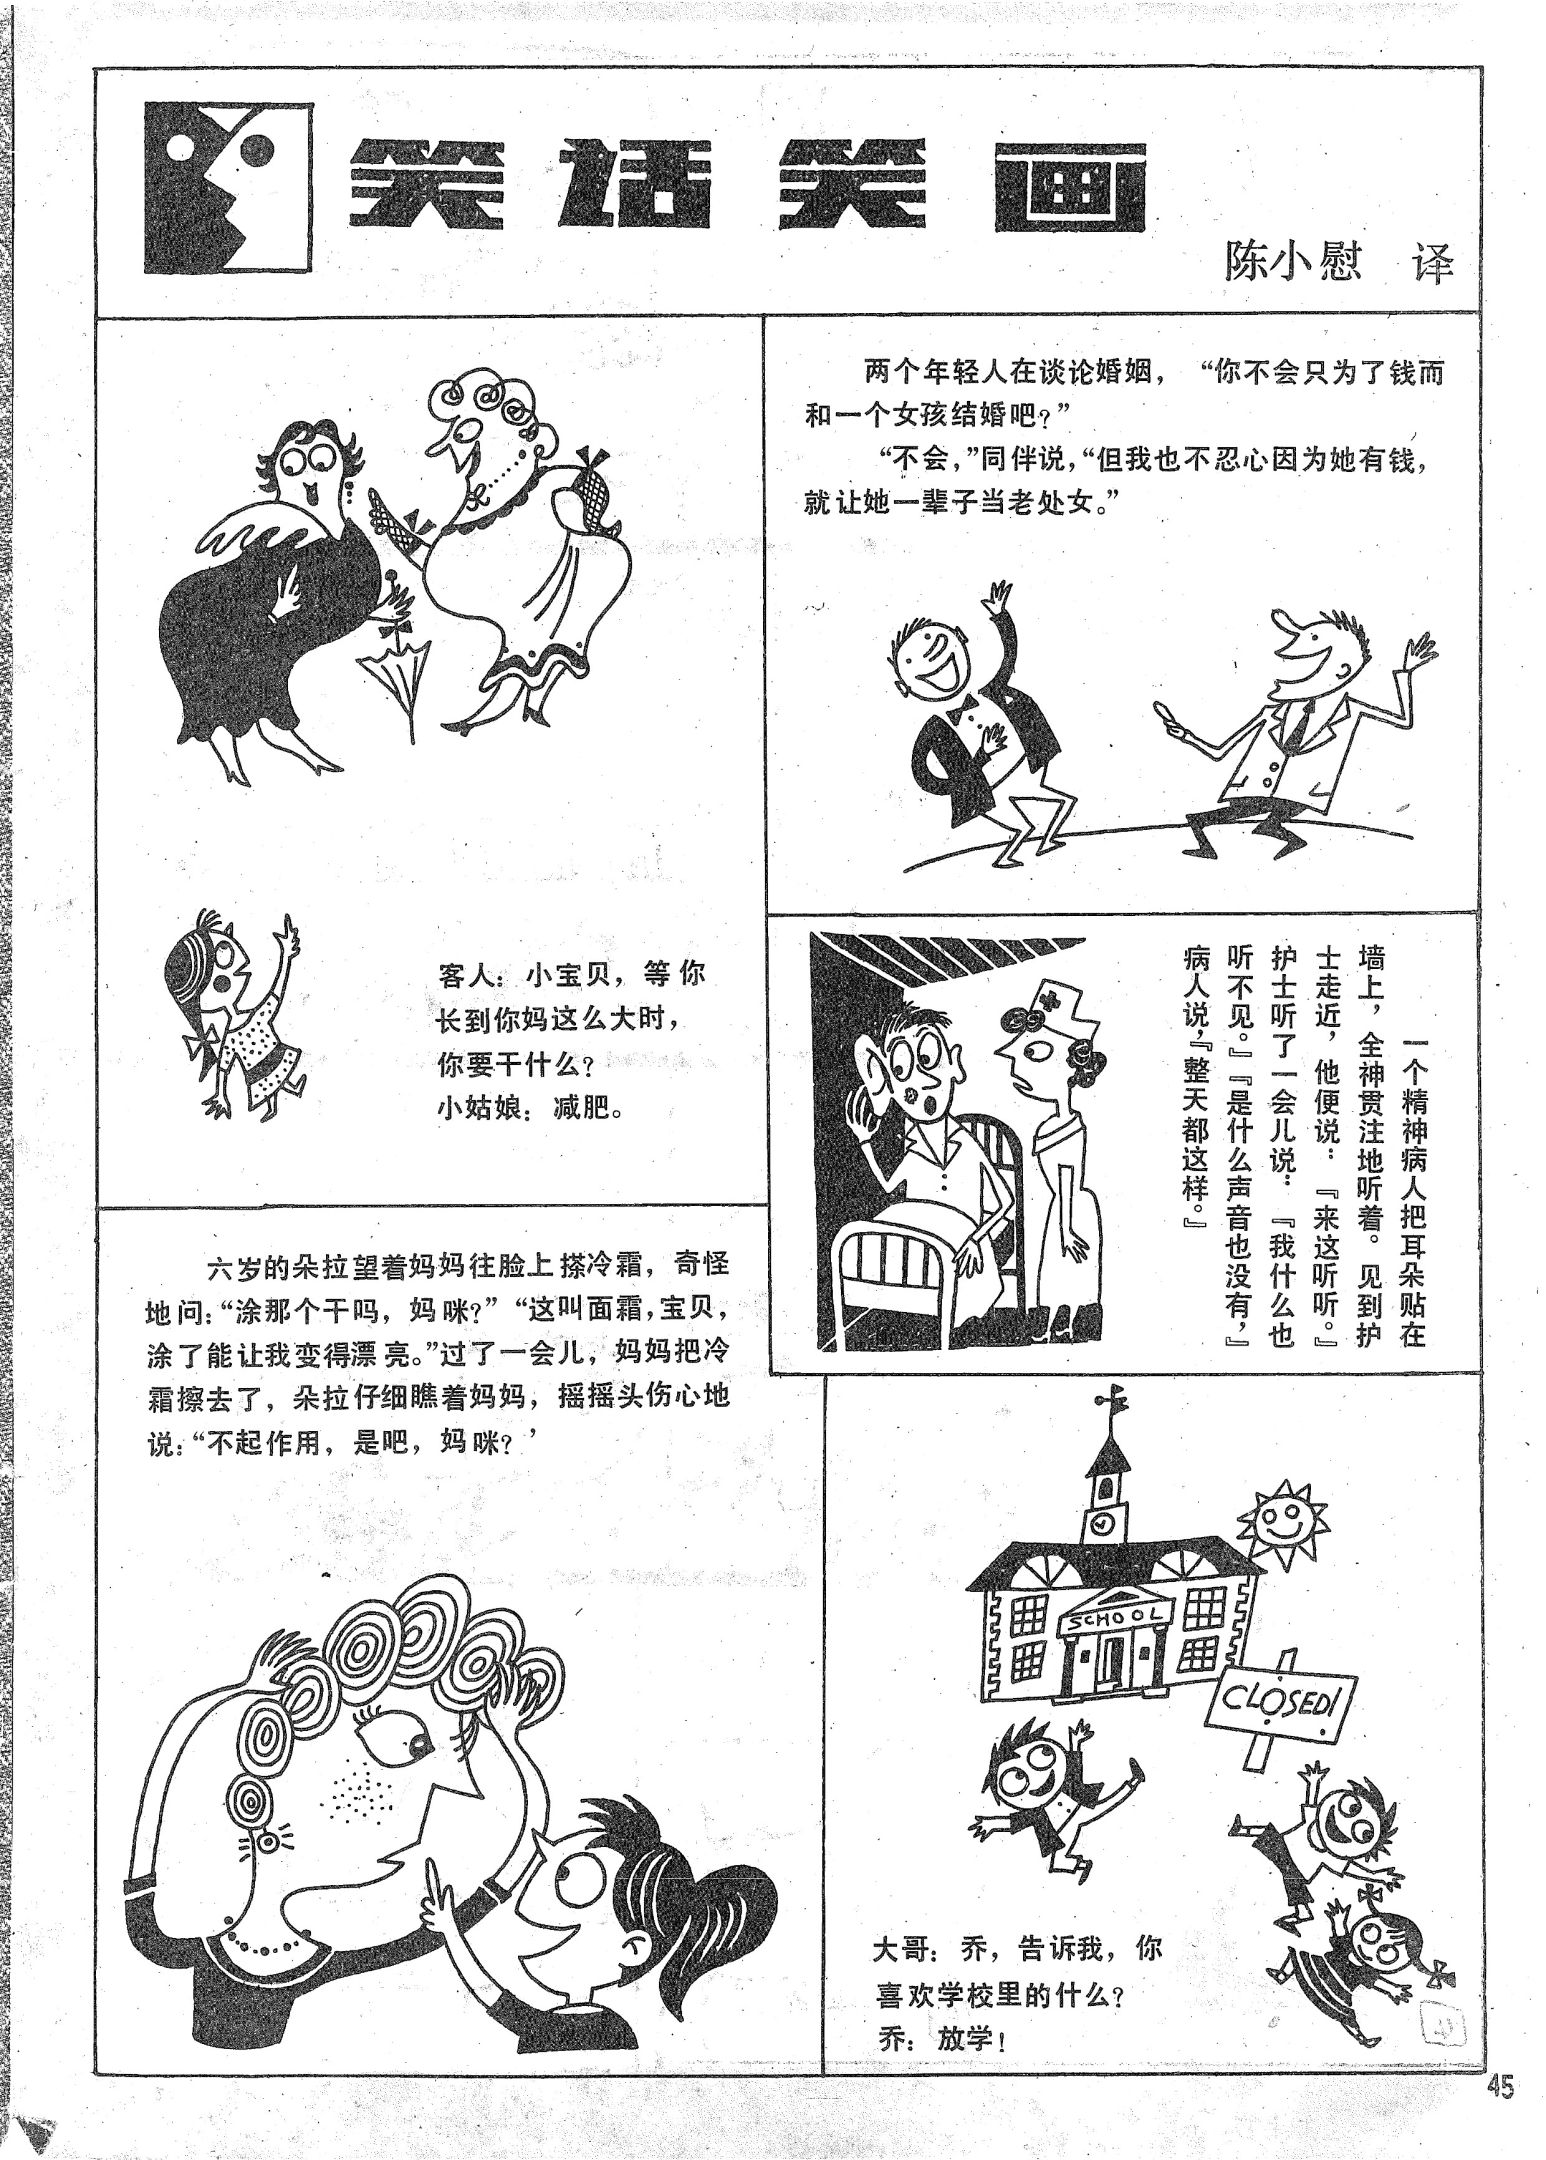 笑话笑画
陈小慰 译
两个年轻人在谈论婚姻，“你不会只为了钱而
和一个女孩结婚吧？”
“不会，”同伴说，“但我也不忍心因为她有钱，
就让她一辈子当老处女。”
客人：小宝贝，等你
长到你妈这么大时，
你要干什么？
小姑娘：减肥。
一个精神病人把耳朵贴在
墙上，全神贯注地听着。见到护
士走近，他便说：『来这听听。』
护士听了一会儿说：『我什么也
听不见。』『是什么声音也没有，』
病人说，『整天都这样。』
六岁的朵拉望着妈妈往脸上搽冷霜，奇怪
地问：“涂那个干吗，妈咪？”“这叫面霜，宝贝，
涂了能让我变得漂亮。”过了一会儿，妈妈把冷
霜擦去了，朵拉仔细瞧着妈妈，摇摇头伤心地
说：“不起作用，是吧，妈咪？’
SCHOOL
CLOSED!
大哥：乔，告诉我，你
喜欢学校里的什么？
乔：放学！
45